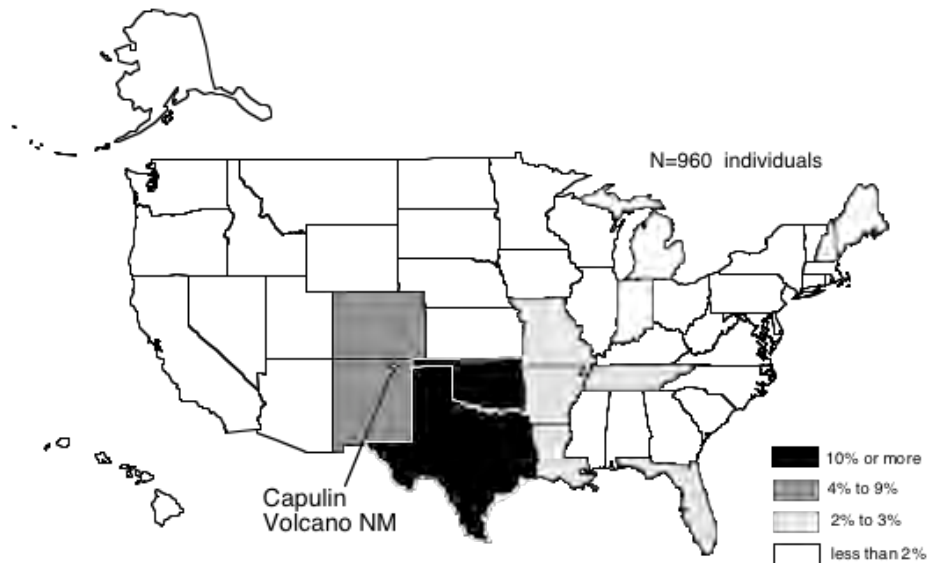 N=960 individuals
Capulin
Volcano NM
10% or more
4% to 9%
2% to 3%
less than 2%